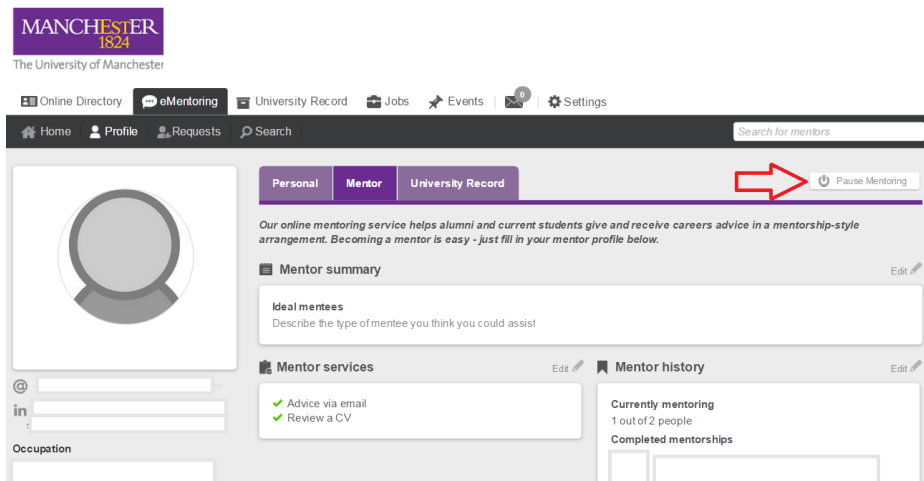 MANCHESTER
1824
The University of Manchester
Online Directory eMentoring University Record Jobs Events 0 Settings
Home Profile Requests Search Search for mentors
Personal Mentor University Record Pause Mentoring
Our online mentoring service helps alumni and current students give and receive careers advice in a mentorship-style
arrangement. Becoming a mentor is easy - just fill in your mentor profile below.
Mentor summary Edit
Ideal mentees
Describe the type of mentee you think you could assist
Mentor services Edit
Advice via email
Review a CV
Mentor history Edit
Currently mentoring
1 out of 2 people
Completed mentorships
@
in
Occupation